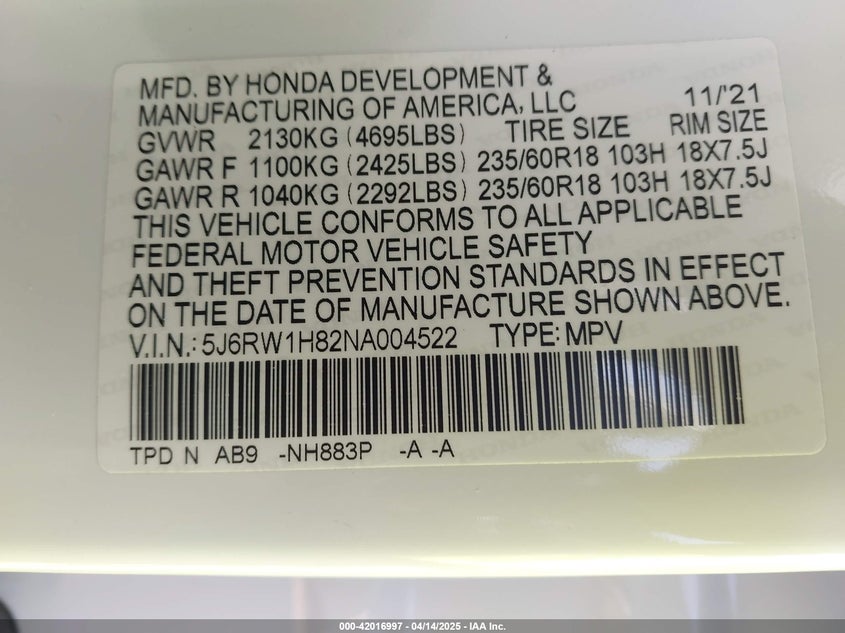 MFD. BY HONDA DEVELOPMENT &
MANUFACTURING OF AMERICA, LLC 11/'21
GVWR 2130KG (4695LBS) TIRE SIZE RIM SIZE
GAWR F 1100KG (2425LBS) 235/60R18 103H 18X7.5J
GAWR R 1040KG (2292LBS) 235/60R18 103H 18X7.5J
THIS VEHICLE CONFORMS TO ALL APPLICABLE
FEDERAL MOTOR VEHICLE SAFETY
AND THEFT PREVENTION STANDARDS IN EFFECT
ON THE DATE OF MANUFACTURE SHOWN ABOVE.
V.I.N.: 5J6RW1H82NA004522 TYPE: MPV
TPD N AB9 -NH883P -A -A
000-42016997 - 04/14/2025 - IAA Inc.